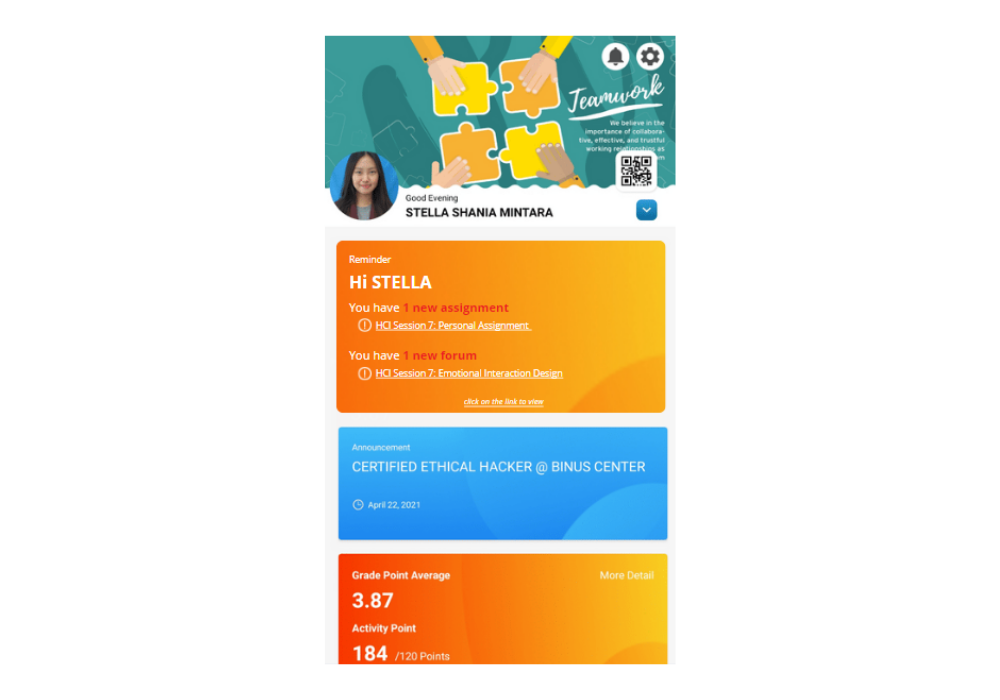 Teamwork
We believe in the
importance of collabora-
tive, effective, and trustful
working relationships as
Good Evening
STELLA SHANIA MINTARA
Reminder
Hi STELLA
You have 1 new assignment
HCI Session 7: Personal Assignment
You have 1 new forum
HCI Session 7: Emotional Interaction Design
click on the link to view
Announcement
CERTIFIED ETHICAL HACKER @ BINUS CENTER
April 22, 2021
Grade Point Average
More Detail
3.87
Activity Point
184 /120 Points